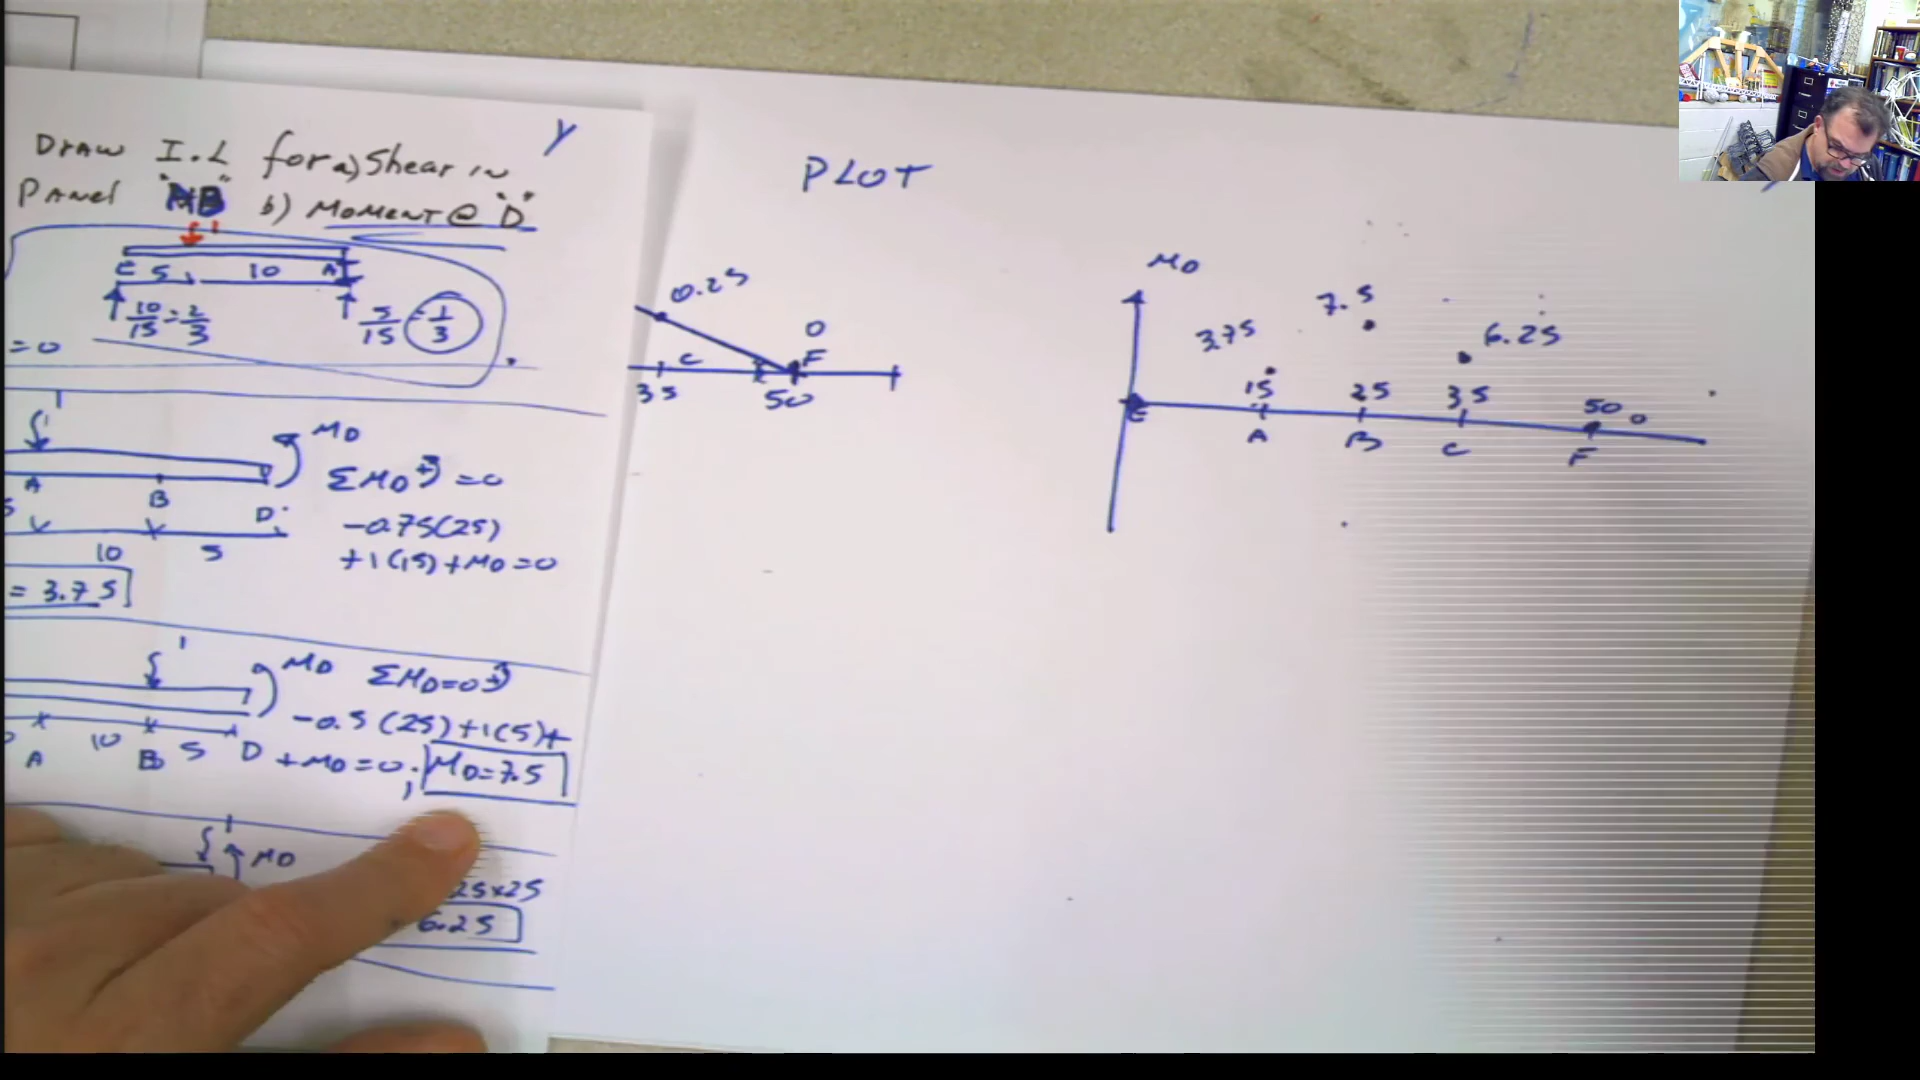 Draw I.L for a) Shear in
Panel "AB" b) Moment @ "D"
1
E 5 10 A
10/15 = 2/3
5/15 = 1/3
= 0
1
MD
A B D
ΣMD = 0
-0.75(25)
+1(15)+MD=0
10 5
= 3.75
1
MD ΣMD=0
-0.5(25)+1(5)+
A 10 B 5 D +MD=0; MD=7.5
MD
25x25
6.25
Y
PLOT
0.25
0
C F
35 50
MD
7.5
3.75 6.25
15 25 35 50 0
E A B C F